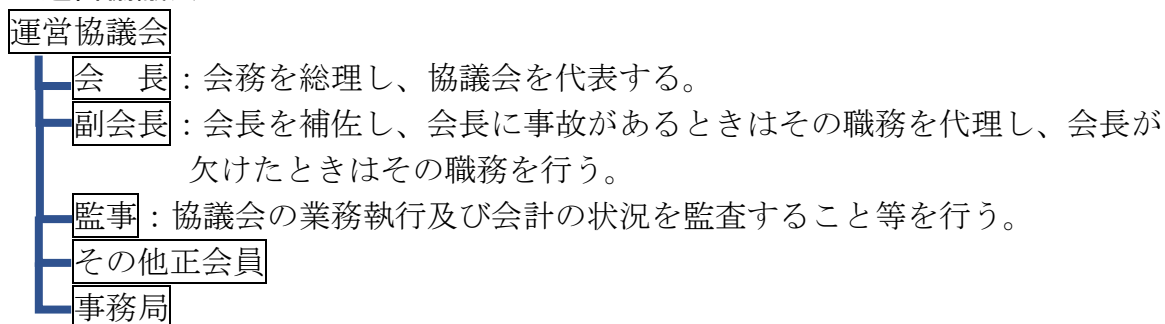 運営協議会
会　長：会務を総理し、協議会を代表する。
副会長：会長を補佐し、会長に事故があるときはその職務を代理し、会長が
欠けたときはその職務を行う。
監事：協議会の業務執行及び会計の状況を監査すること等を行う。
その他正会員
事務局